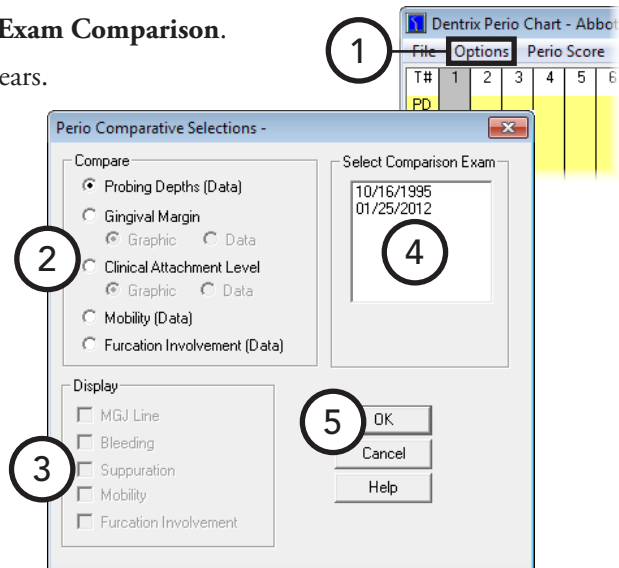 Exam Comparison.
ears.
1
Dentrix Perio Chart - Abbot
File Options Perio Score
T# 1 2 3 4 5 6
PD
Perio Comparative Selections -
Compare
Probing Depths (Data)
Gingival Margin
Graphic Data
Clinical Attachment Level
Graphic Data
Mobility (Data)
Furcation Involvement (Data)
2
Select Comparison Exam
10/16/1995
01/25/2012
4
Display
MGJ Line
Bleeding
Suppuration
Mobility
Furcation Involvement
3
5
OK
Cancel
Help